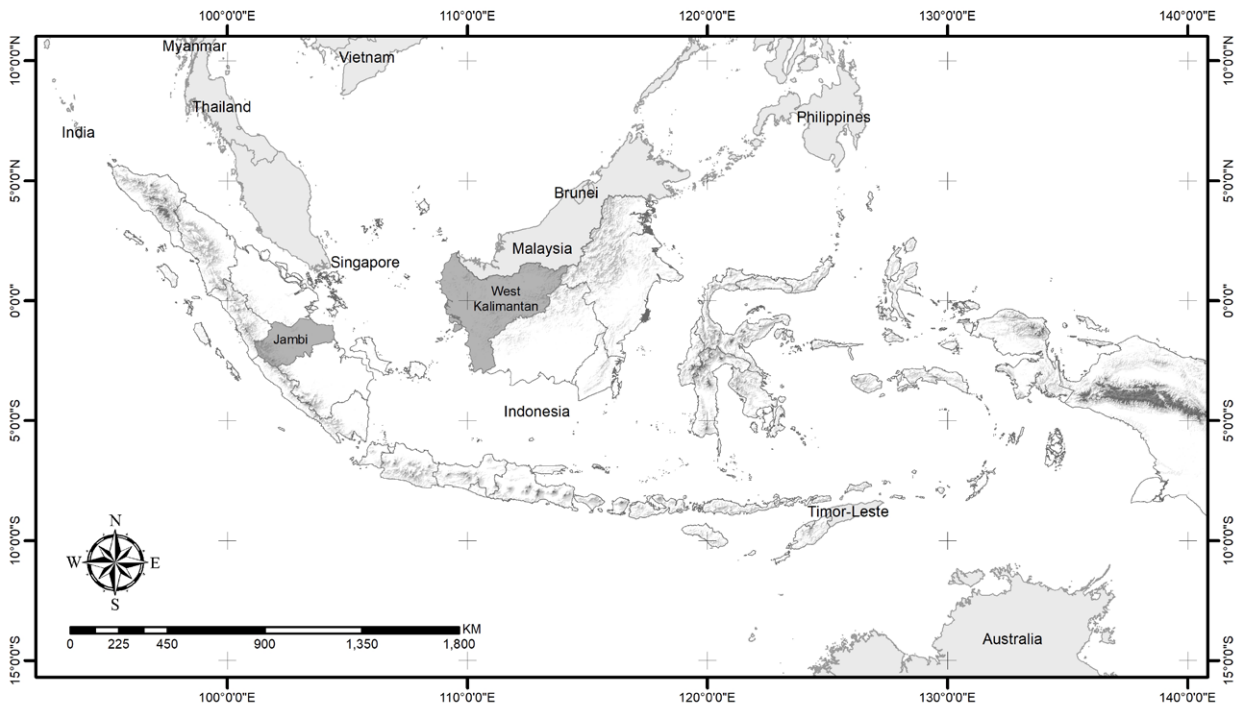 100°0'0"E 110°0'0"E 120°0'0"E 130°0'0"E 140°0'0"E
10°0'0"N
5°0'0"N
0°0'0"
5°0'0"S
10°0'0"S
15°0'0"S
Myanmar
Vietnam
Thailand
India
Philippines
Brunei
Malaysia
Singapore
West
Kalimantan
Jambi
Indonesia
Timor-Leste
Australia
N
W E
S
KM
0 225 450 900 1,350 1,800
10°0'0"N
5°0'0"N
0°0'0"
5°0'0"S
10°0'0"S
15°0'0"S
100°0'0"E 110°0'0"E 120°0'0"E 130°0'0"E 140°0'0"E